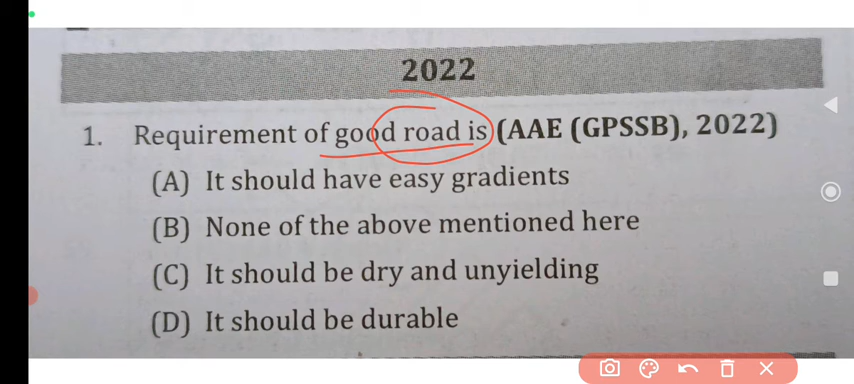 2022
1. Requirement of good road is (AAE (GPSSB), 2022)
(A) It should have easy gradients
(B) None of the above mentioned here
(C) It should be dry and unyielding
(D) It should be durable